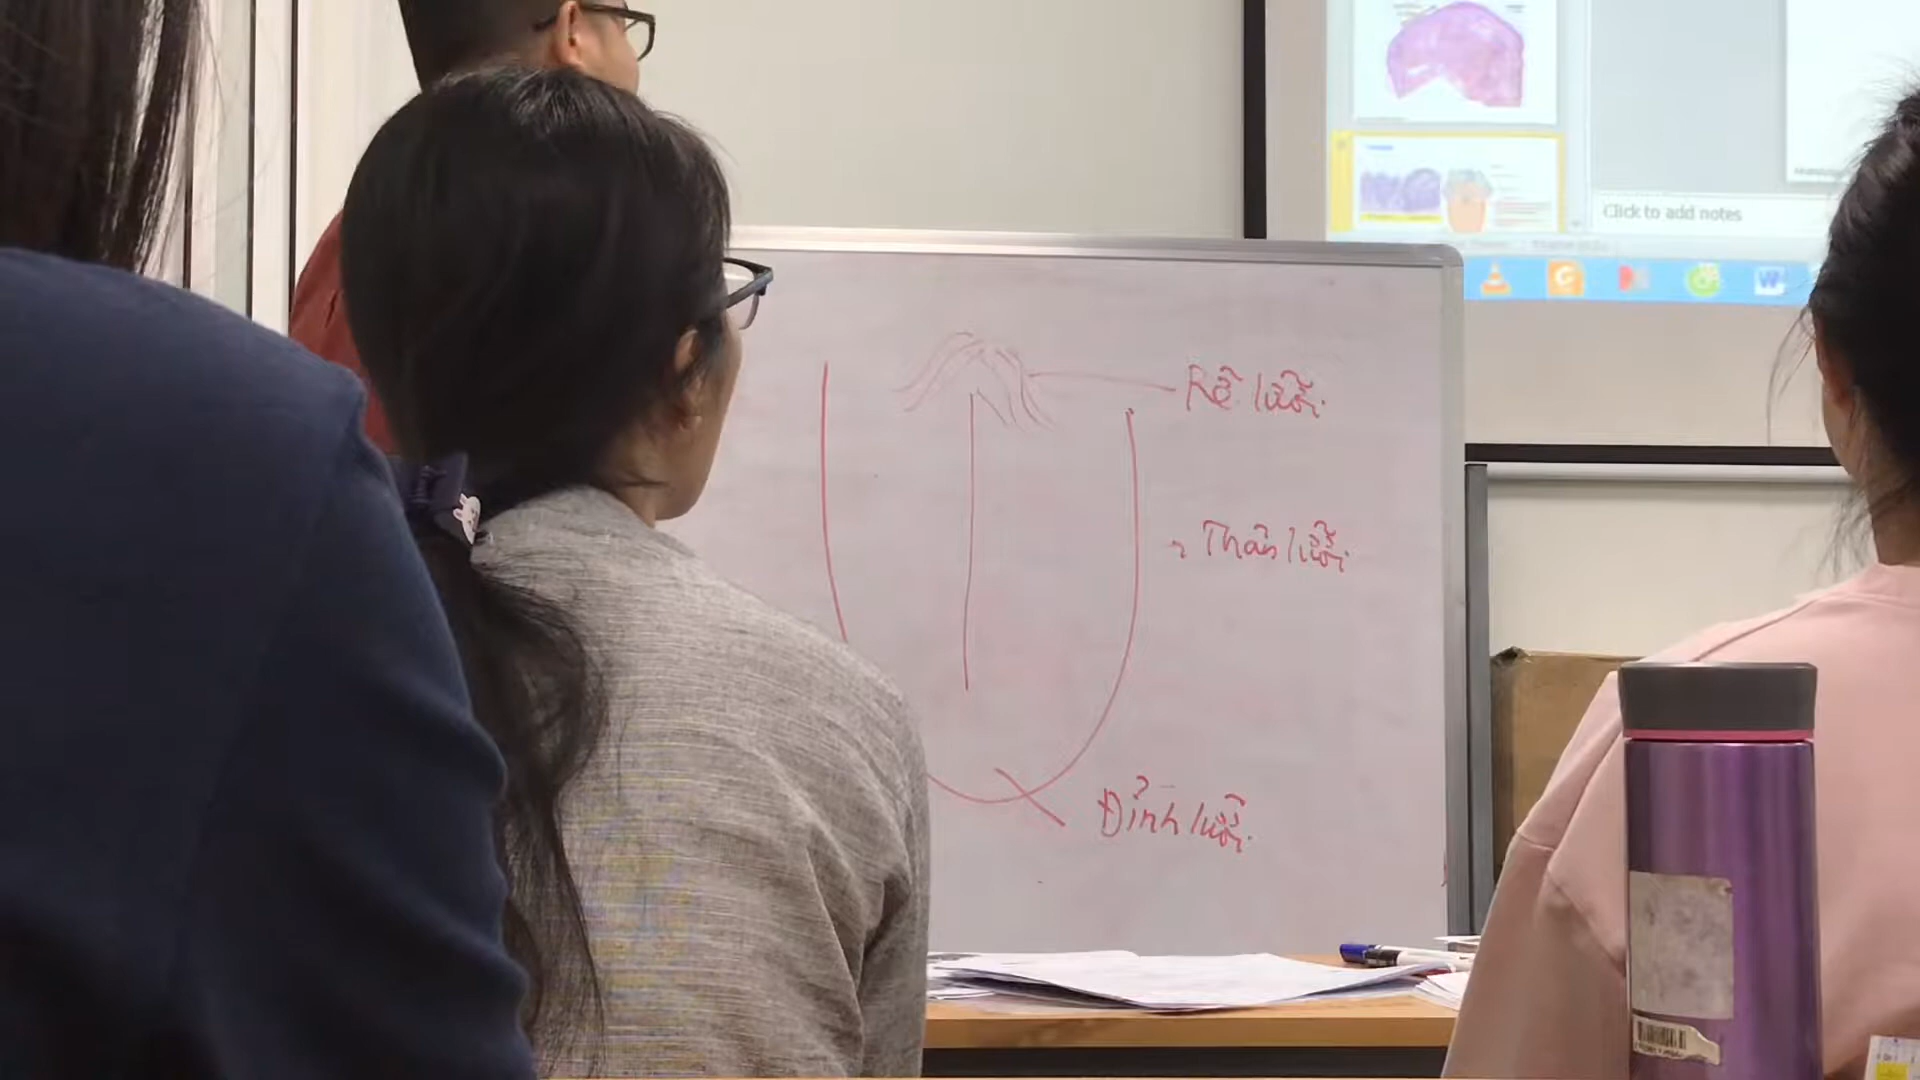 Click to add notes
W
Rễ lưỡi
Thân lưỡi
Đỉnh lưỡi